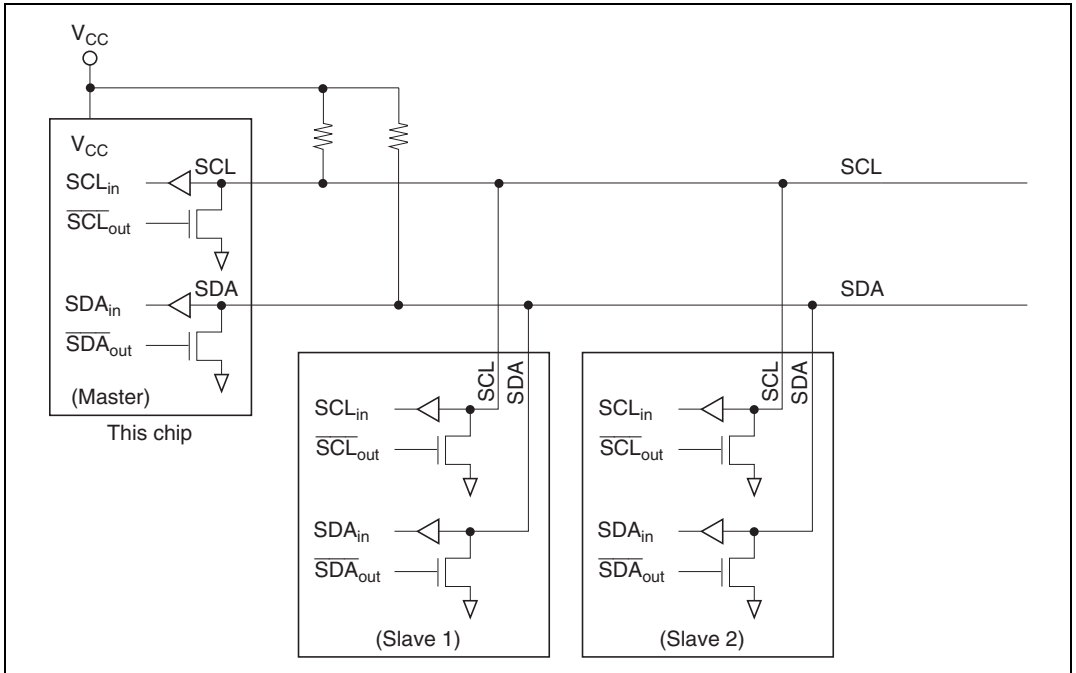 VCC
VCC
SCL
SCLin
SCLout
SDA
SDAin
SDAout
(Master)
This chip
SCL
SDA
SCL
SDA
SCLin
SCLout
SDAin
SDAout
(Slave 1)
SCL
SDA
SCLin
SCLout
SDAin
SDAout
(Slave 2)